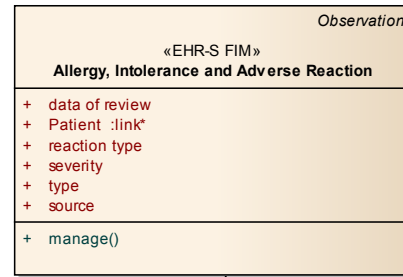 Observation
«EHR-S FIM»
Allergy, Intolerance and Adverse Reaction
+ data of review
+ Patient :link*
+ reaction type
+ severity
+ type
+ source
+ manage()